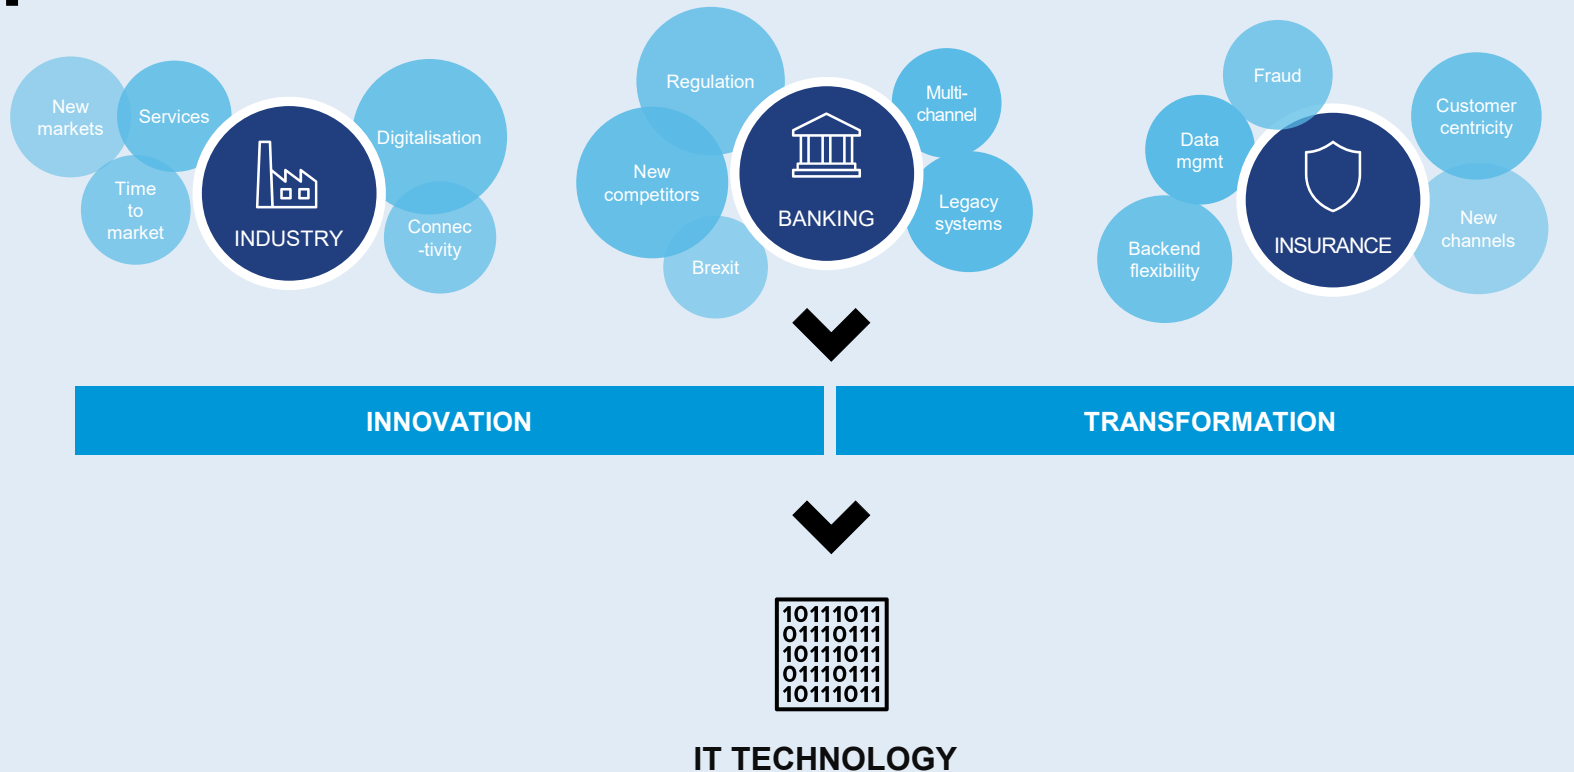 New
markets
Services
Time
to
market
INDUSTRY
Digitalisation
Connec
-tivity
Regulation
New
competitors
Brexit
BANKING
Multi-
channel
Legacy
systems
Fraud
Data
mgmt
Backend
flexibility
INSURANCE
Customer
centricity
New
channels
INNOVATION
TRANSFORMATION
10111011
01110111
10111011
01110111
10111011
IT TECHNOLOGY